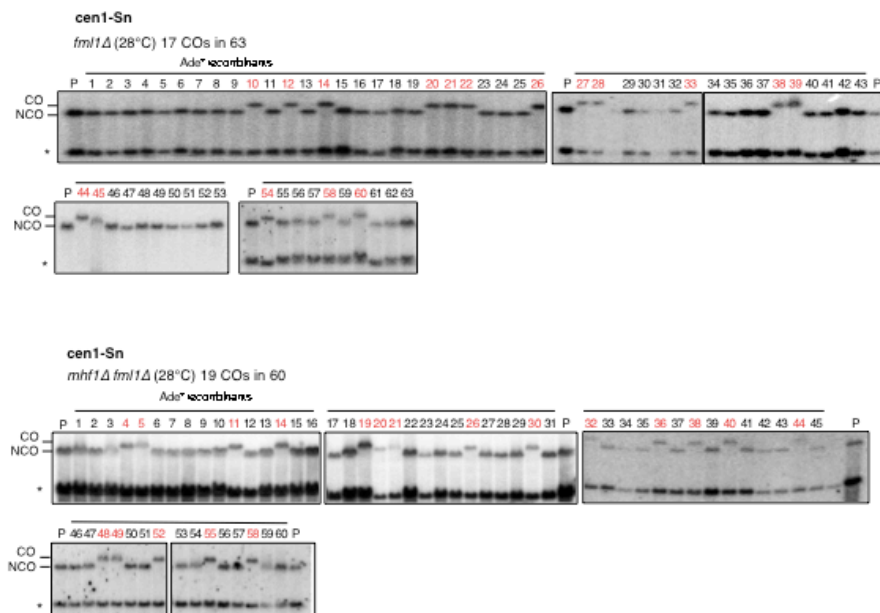 cen1-Sn
fml1Δ (28°C) 17 COs in 63
Ade⁺ recombinants
P 1 2 3 4 5 6 7 8 9 10 11 12 13 14 15 16 17 18 19 20 21 22 23 24 25 26 P 27 28 29 30 31 32 33 34 35 36 37 38 39 40 41 42 43 P
CO
NCO
*
P 44 45 46 47 48 49 50 51 52 53 P 54 55 56 57 58 59 60 61 62 63
CO
NCO
*
cen1-Sn
mhf1Δ fml1Δ (28°C) 19 COs in 60
Ade⁺ recombinants
P 1 2 3 4 5 6 7 8 9 10 11 12 13 14 15 16 17 18 19 20 21 22 23 24 25 26 27 28 29 30 31 P 32 33 34 35 36 37 38 39 40 41 42 43 44 45 P
CO
NCO
*
P 46 47 48 49 50 51 52 53 54 55 56 57 58 59 60 P
CO
NCO
*